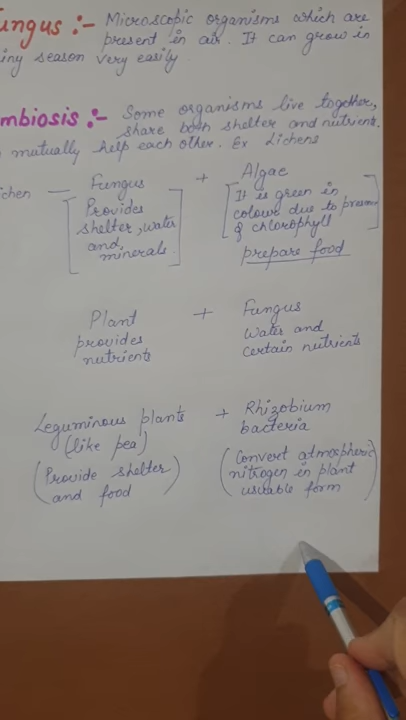 ungus :- Microscopic organisms which are
present in air. It can grow in
iny season very easily.
mbiosis :- Some organisms live together,
share both shelter and nutrients.
mutually help each other. Ex Lichens
ichen — Fungus + Algae
[Provides shelter, water and minerals.]
[It is green in colour due to presen of chlorophyll]
prepare food
Plant + Fungus
provides nutrients
Water and certain nutrients
Leguminous plants + Rhizobium bacteria
(like pea)
(Provide shelter and food)
(Convert atmospheric nitrogen in plant usuable form)